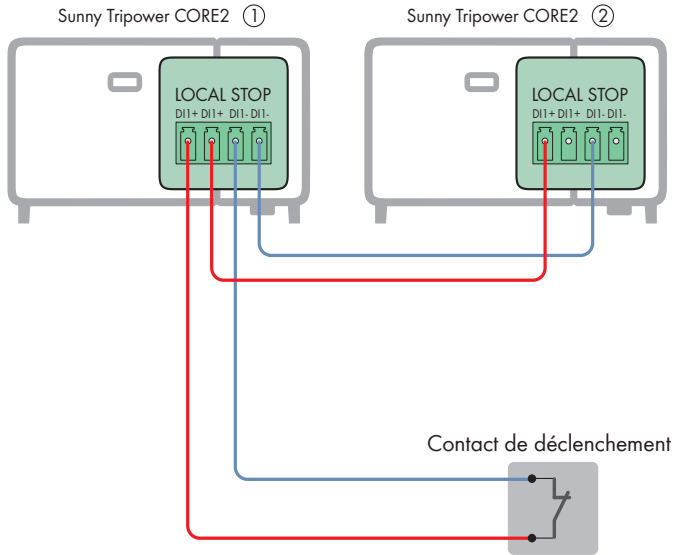 Sunny Tripower CORE2 1
Sunny Tripower CORE2 2
LOCAL STOP
DI1+ DI1+ DI1- DI1-
LOCAL STOP
DI1+ DI1+ DI1- DI1-
Contact de déclenchement